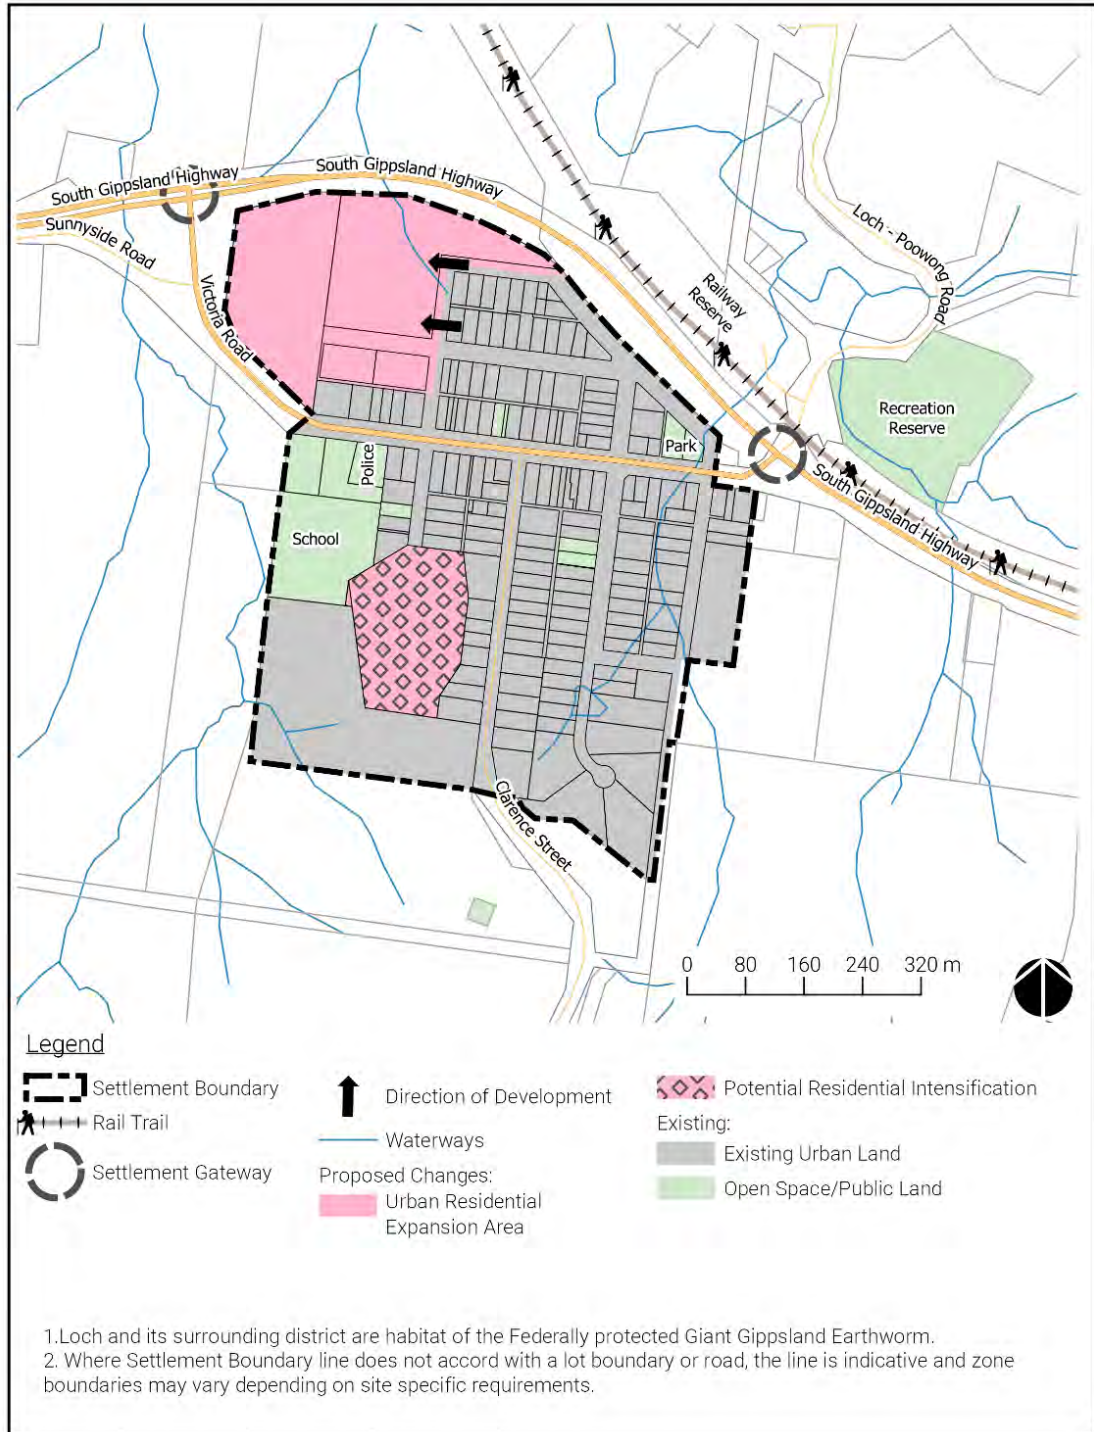 South Gippsland Highway
South Gippsland Highway
Sunnyside Road
Victoria Road
Loch - Poowong Road
Railway
Reserve
Recreation
Reserve
Park
Police
School
South Gippsland Highway
Clarence Street
0 80 160 240 320 m
Legend
Settlement Boundary
Rail Trail
Settlement Gateway
Direction of Development
Waterways
Proposed Changes:
Urban Residential
Expansion Area
Potential Residential Intensification
Existing:
Existing Urban Land
Open Space/Public Land
1.Loch and its surrounding district are habitat of the Federally protected Giant Gippsland Earthworm.
2. Where Settlement Boundary line does not accord with a lot boundary or road, the line is indicative and zone
boundaries may vary depending on site specific requirements.